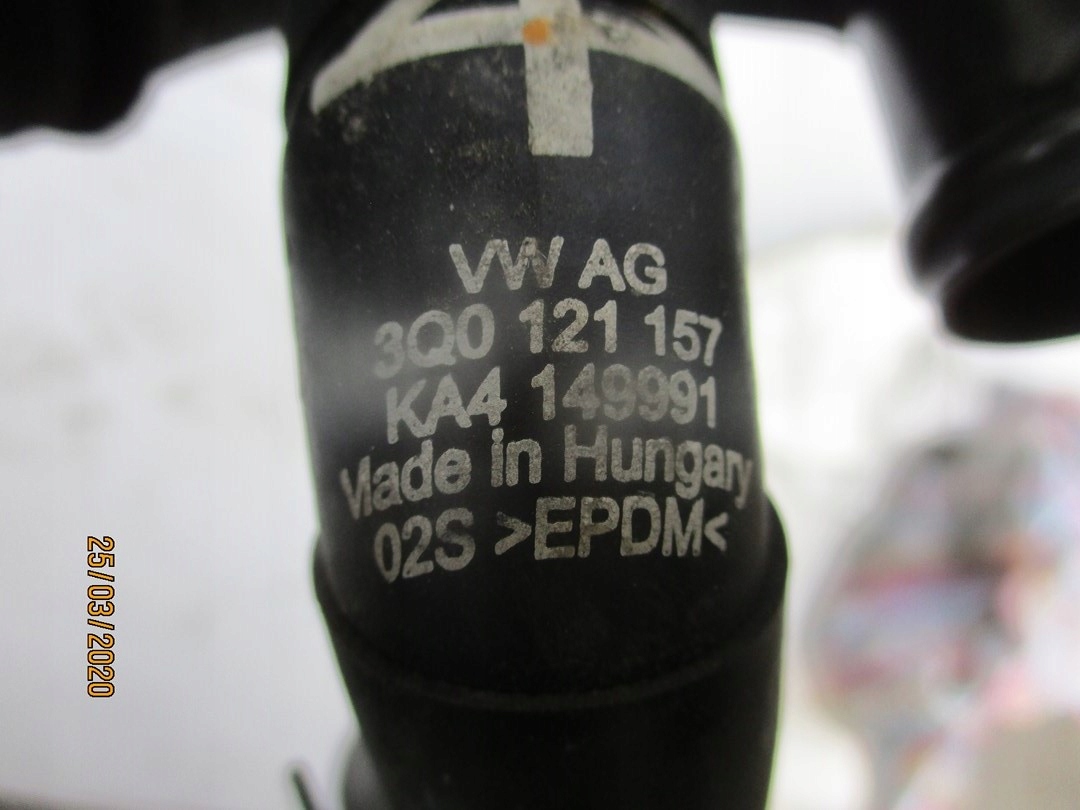 VW AG
3Q0 121 157
KA4 149991
Made in Hungary
02S >EPDM<
25/03/2020